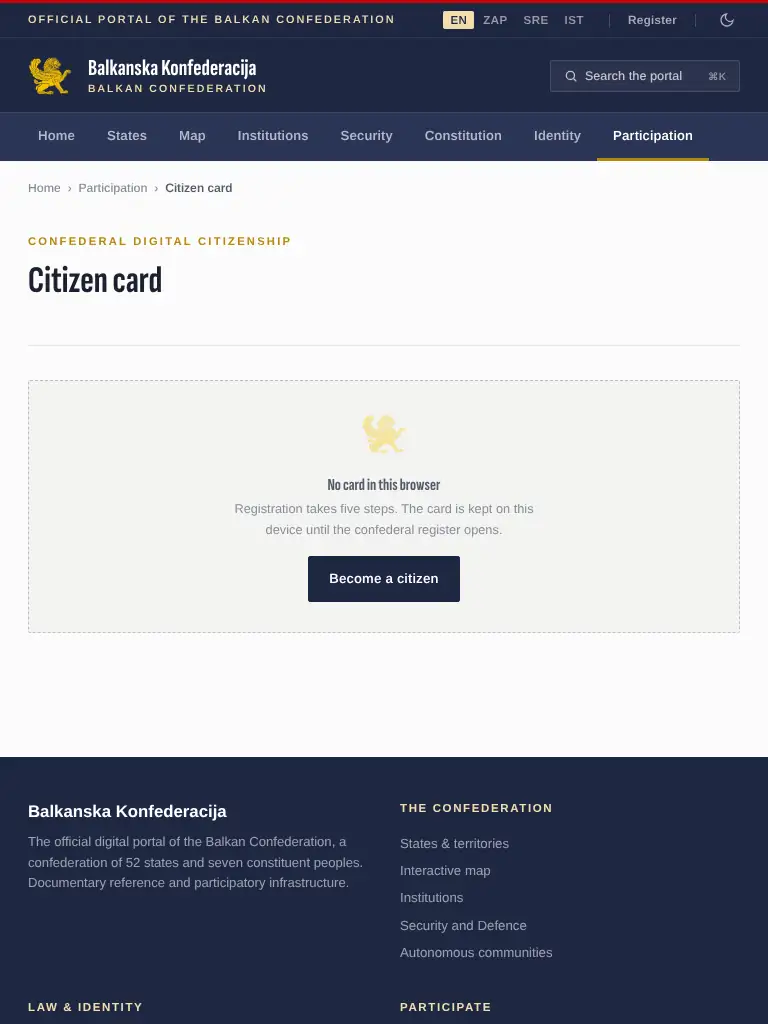 OFFICIAL PORTAL OF THE BALKAN CONFEDERATION
EN ZAP SRE IST
Register
Balkanska Konfederacija
BALKAN CONFEDERATION
Search the portal ⌘K
Home States Map Institutions Security Constitution Identity Participation
Home › Participation › Citizen card
CONFEDERAL DIGITAL CITIZENSHIP
Citizen card
No card in this browser
Registration takes five steps. The card is kept on this
device until the confederal register opens.
Become a citizen
Balkanska Konfederacija
The official digital portal of the Balkan Confederation, a
confederation of 52 states and seven constituent peoples.
Documentary reference and participatory infrastructure.
THE CONFEDERATION
States & territories
Interactive map
Institutions
Security and Defence
Autonomous communities
LAW & IDENTITY
PARTICIPATE